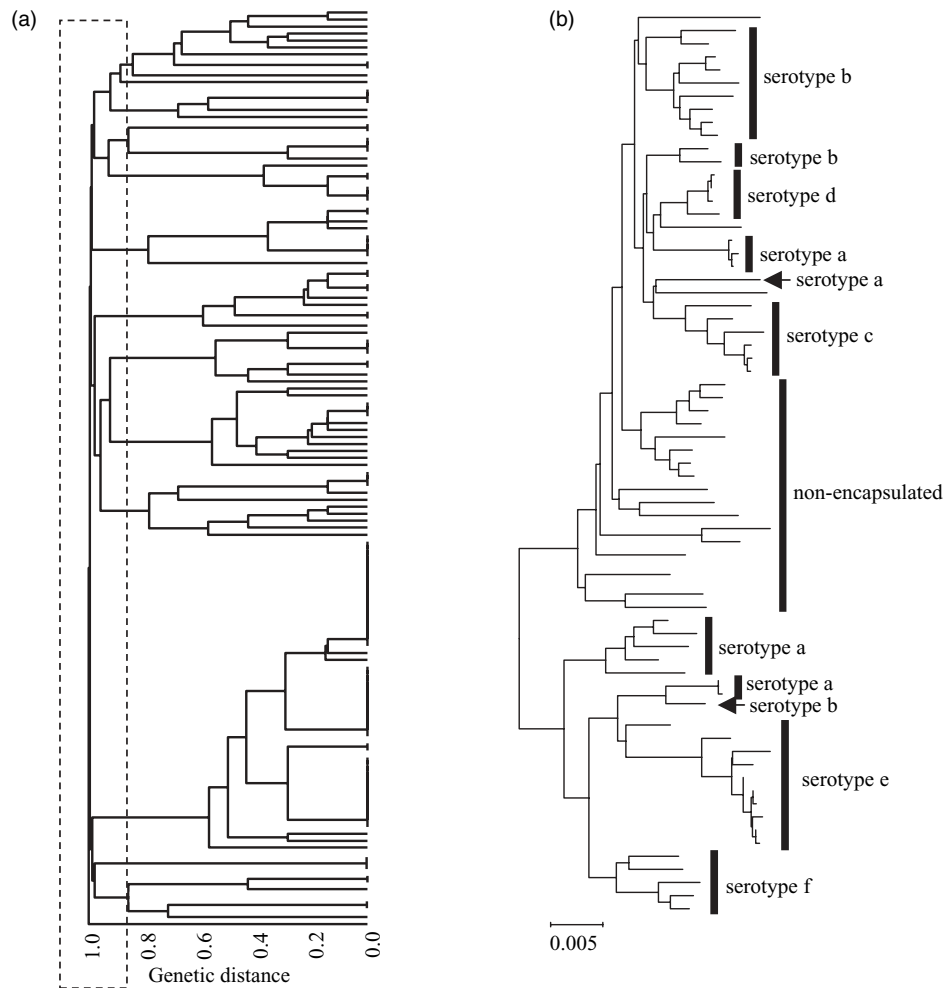 (a)
1.0
0.8
0.6
0.4
0.2
0.0
Genetic distance
(b)
serotype b
serotype b
serotype d
serotype a
serotype a
serotype c
non-encapsulated
serotype a
serotype a
serotype b
serotype e
serotype f
0.005